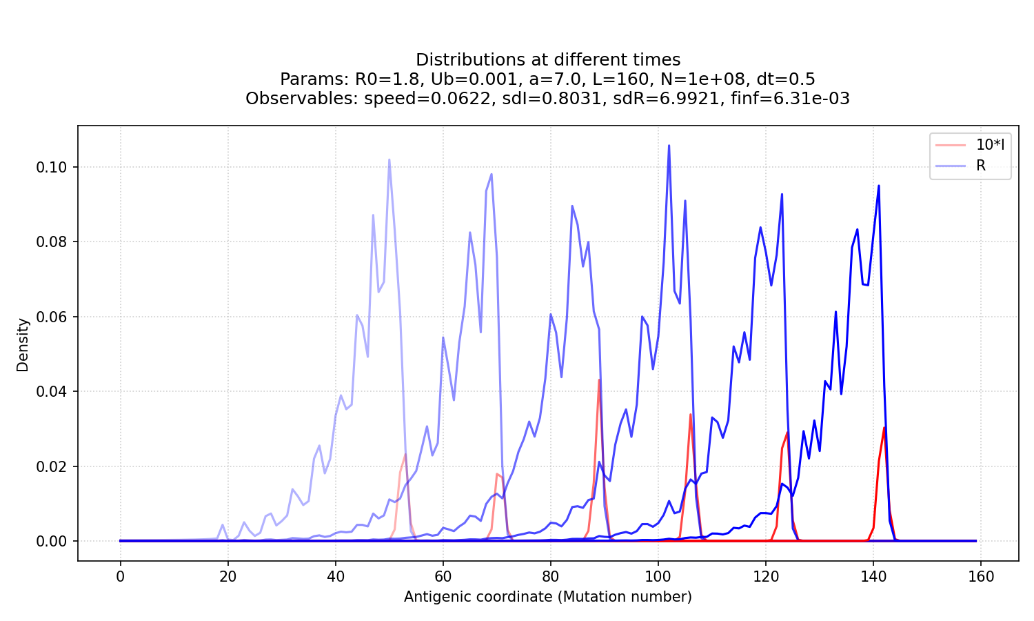 Distributions at different times
Params: R0=1.8, Ub=0.001, a=7.0, L=160, N=1e+08, dt=0.5
Observables: speed=0.0622, sdI=0.8031, sdR=6.9921, finf=6.31e-03
10*I
R
0.10
0.08
0.06
0.04
0.02
0.00
Density
0 20 40 60 80 100 120 140 160
Antigenic coordinate (Mutation number)